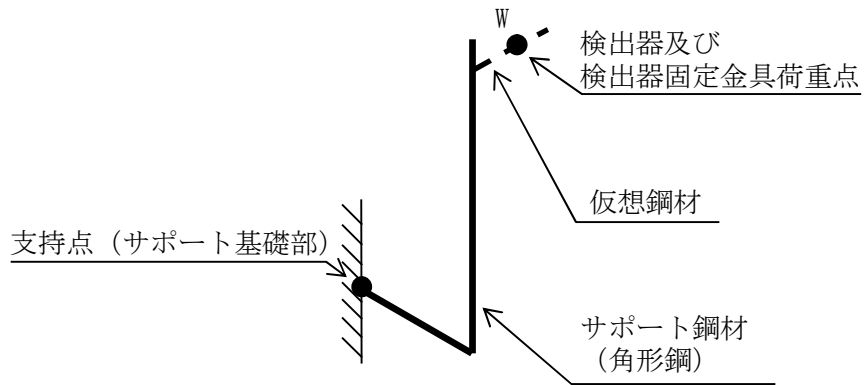 W
検出器及び
検出器固定金具荷重点
仮想鋼材
支持点（サポート基礎部）
サポート鋼材
（角形鋼）